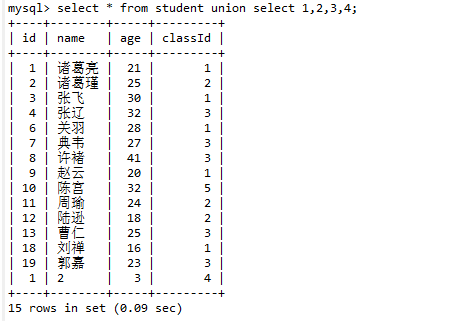 mysql> select * from student union select 1,2,3,4;
+----+--------+-----+---------+
| id | name   | age | classId |
+----+--------+-----+---------+
|  1 | 诸葛亮 |  21 |       1 |
|  2 | 诸葛瑾 |  25 |       2 |
|  3 | 张飞   |  30 |       1 |
|  4 | 张辽   |  32 |       3 |
|  6 | 关羽   |  28 |       1 |
|  7 | 典韦   |  27 |       3 |
|  8 | 许褚   |  41 |       3 |
|  9 | 赵云   |  20 |       1 |
| 10 | 陈宫   |  32 |       5 |
| 11 | 周瑜   |  24 |       2 |
| 12 | 陆逊   |  18 |       2 |
| 13 | 曹仁   |  25 |       3 |
| 18 | 刘禅   |  16 |       1 |
| 19 | 郭嘉   |  23 |       3 |
|  1 | 2      |   3 |       4 |
+----+--------+-----+---------+
15 rows in set (0.09 sec)